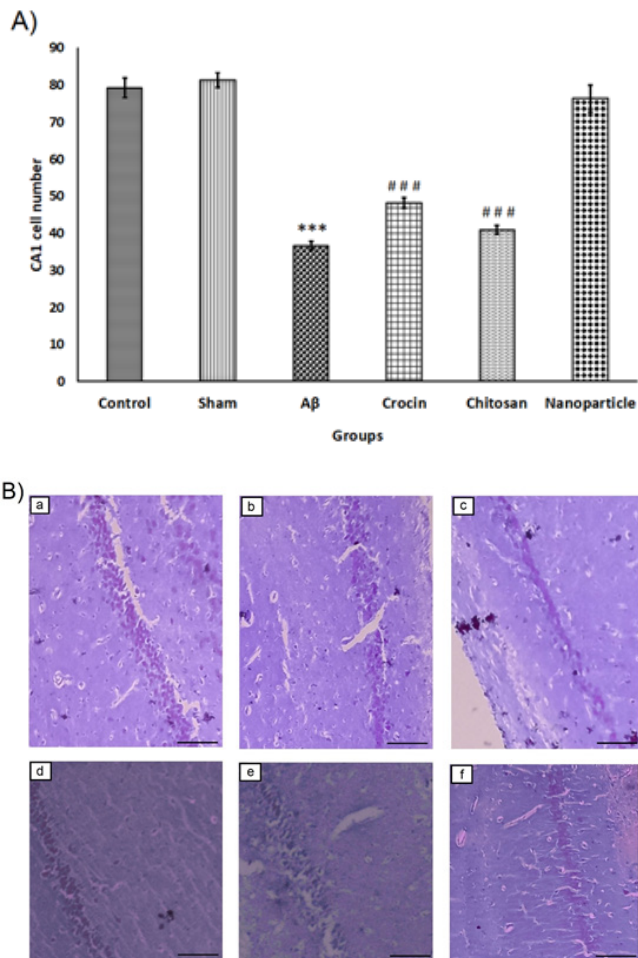 A)
90
80
70
60
50
40
30
20
10
0
CA1 cell number
***
###
###
Control Sham Aβ Crocin Chitosan Nanoparticle
Groups
B)
a b c
d e f